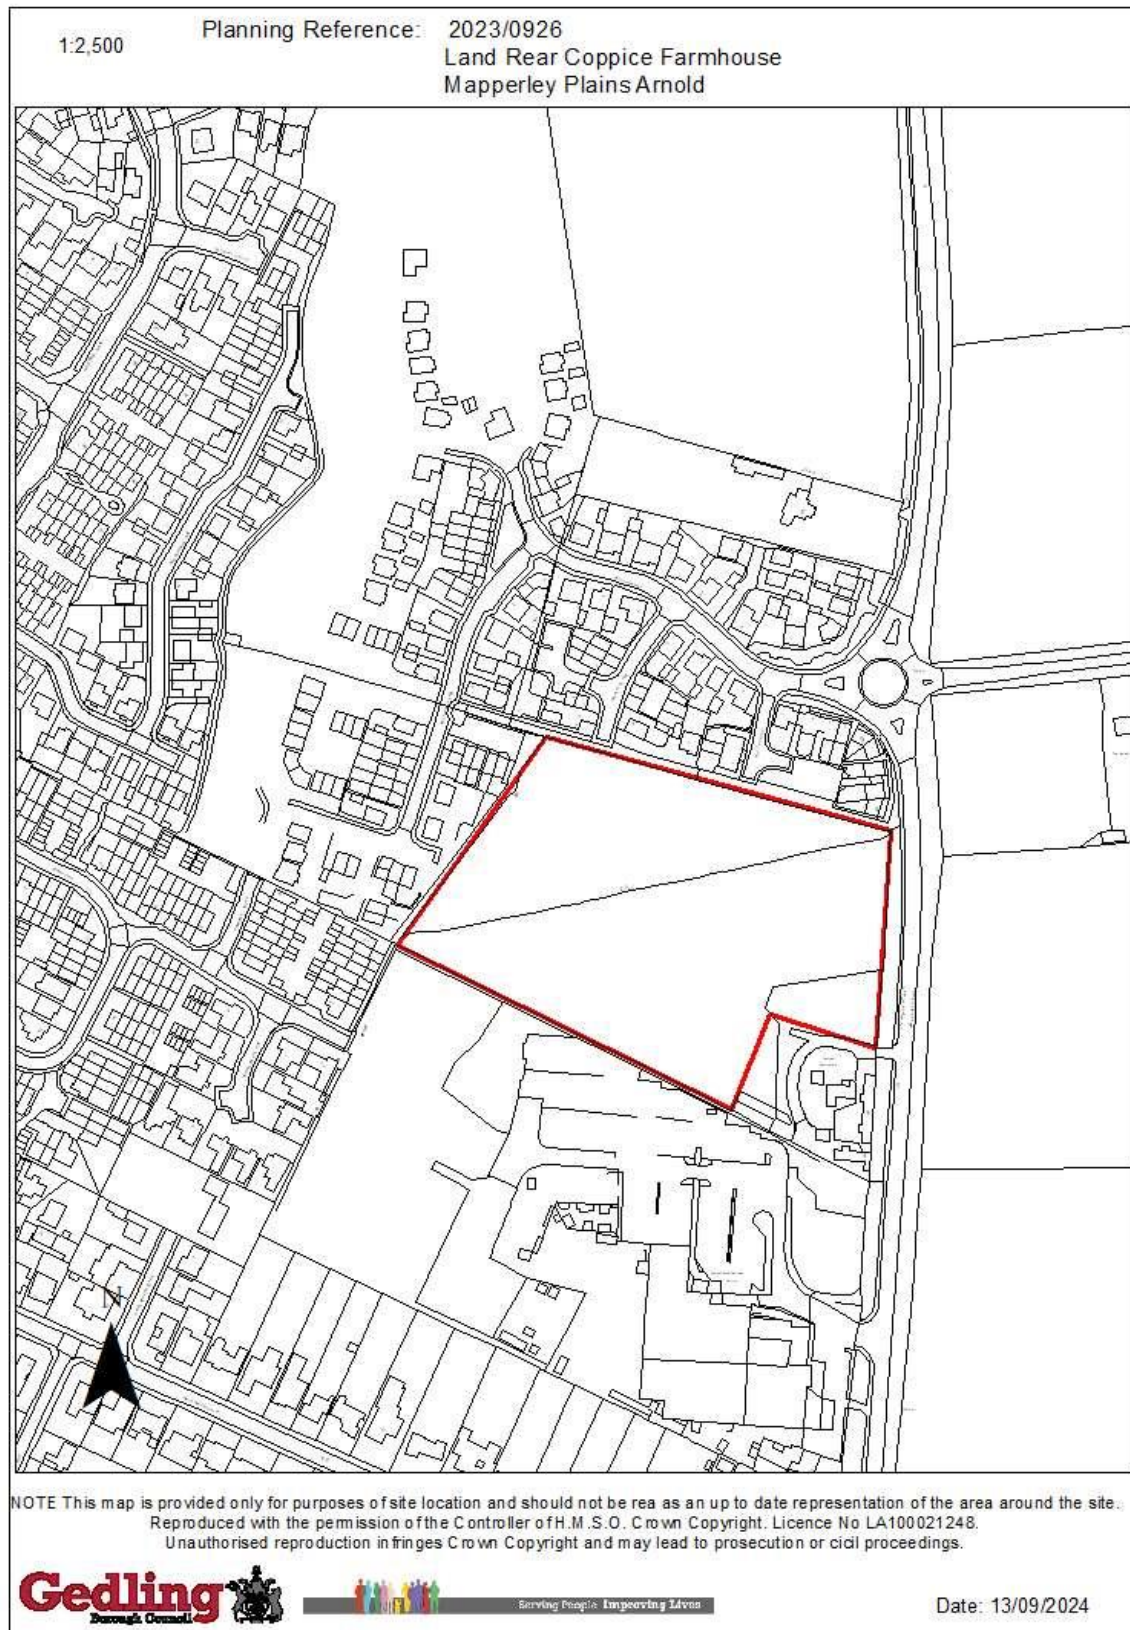 1:2,500
Planning Reference: 2023/0926
Land Rear Coppice Farmhouse
Mapperley Plains Arnold
N
NOTE This map is provided only for purposes of site location and should not be rea as an up to date representation of the area around the site.
Reproduced with the permission of the Controller of H.M.S.O. Crown Copyright. Licence No LA100021248.
Unauthorised reproduction infringes Crown Copyright and may lead to prosecution or cicil proceedings.
Gedling
Borough Council
Serving People Improving Lives
Date: 13/09/2024